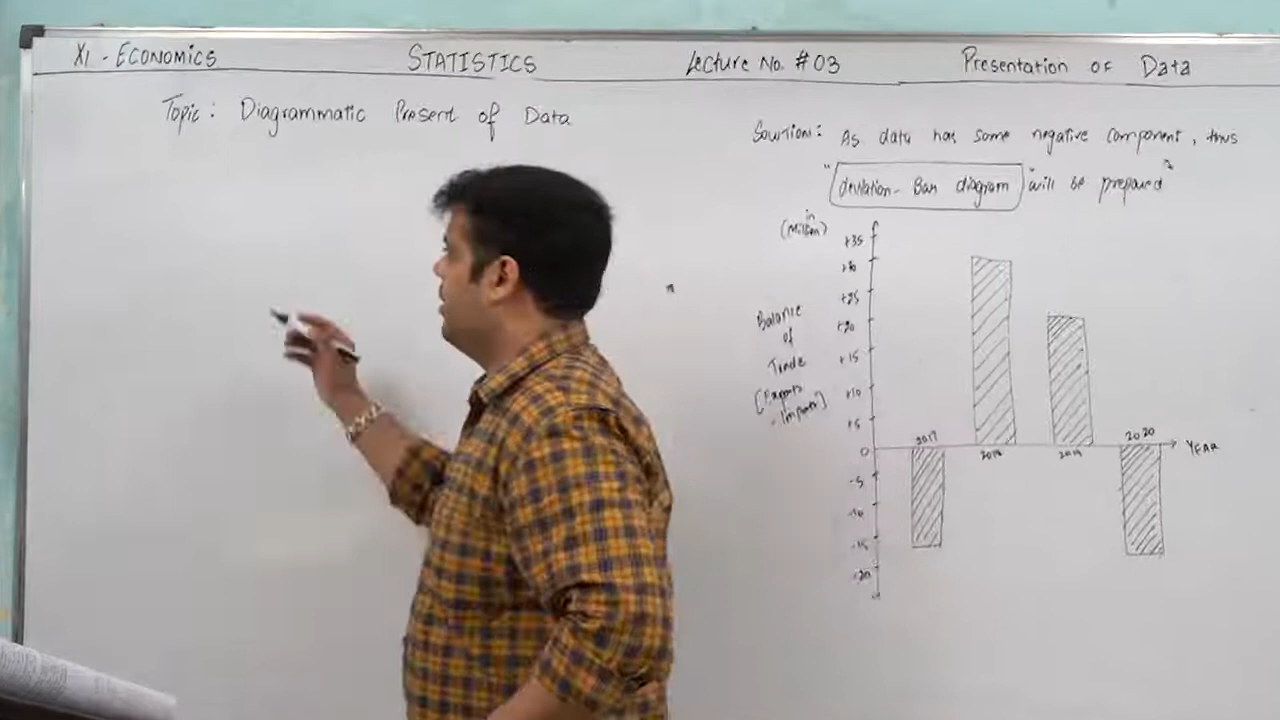 XI - ECONOMICS STATISTICS Lecture No. #03 Presentation OF Data
Topic: Diagrammatic Present of Data
Solution: As data has some negative component, thus
"deviation- Bar diagram" will be prepared"
(in Million)
+35
+30
+25
+20
+15
+10
+5
0
-5
-10
-15
-20
Balance
of
Trade
[Exports
- Imports]
2017
2018
2019
2020
YEAR